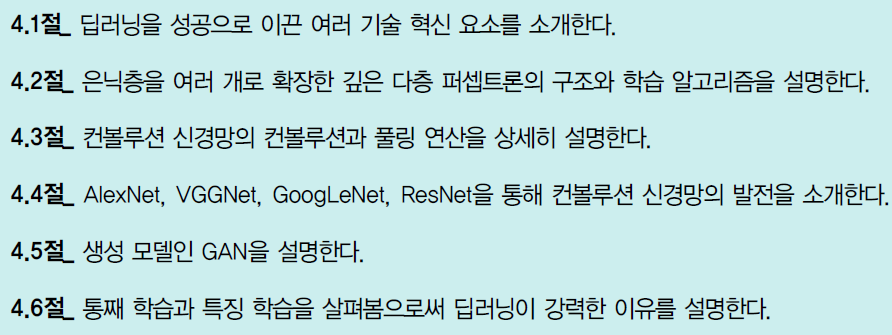 4.1절_ 딥러닝을 성공으로 이끈 여러 기술 혁신 요소를 소개한다.
4.2절_ 은닉층을 여러 개로 확장한 깊은 다층 퍼셉트론의 구조와 학습 알고리즘을 설명한다.
4.3절_ 컨볼루션 신경망의 컨볼루션과 풀링 연산을 상세히 설명한다.
4.4절_ AlexNet, VGGNet, GoogLeNet, ResNet을 통해 컨볼루션 신경망의 발전을 소개한다.
4.5절_ 생성 모델인 GAN을 설명한다.
4.6절_ 통째 학습과 특징 학습을 살펴봄으로써 딥러닝이 강력한 이유를 설명한다.